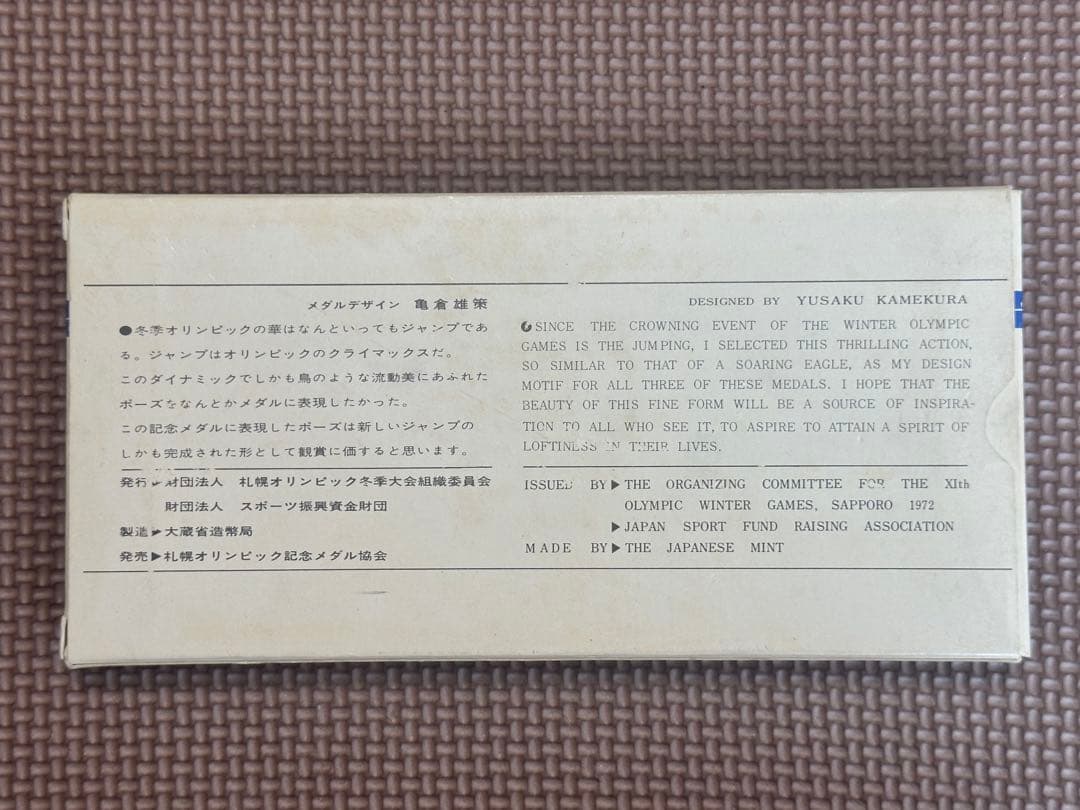 メダルデザイン 亀倉雄策
●冬季オリンピックの華はなんといってもジャンプであ
る。ジャンプはオリンピックのクライマックスだ。
このダイナミックでしかも鳥のような流動美にあふれた
ポーズをなんとかメダルに表現したかった。
この記念メダルに表現したポーズは新しいジャンプの
しかも完成された形として観賞に価すると思います。
発行▶財団法人 札幌オリンピック冬季大会組織委員会
財団法人 スポーツ振興資金財団
製造▶大蔵省造幣局
発売▶札幌オリンピック記念メダル協会
DESIGNED BY YUSAKU KAMEKURA
●SINCE THE CROWNING EVENT OF THE WINTER OLYMPIC
GAMES IS THE JUMPING, I SELECTED THIS THRILLING ACTION,
SO SIMILAR TO THAT OF A SOARING EAGLE, AS MY DESIGN
MOTIF FOR ALL THREE OF THESE MEDALS. I HOPE THAT THE
BEAUTY OF THIS FINE FORM WILL BE A SOURCE OF INSPIRA-
TION TO ALL WHO SEE IT, TO ASPIRE TO ATTAIN A SPIRIT OF
LOFTINESS IN THEIR LIVES.
ISSUED BY▶THE ORGANIZING COMMITTEE FOR THE XIth
OLYMPIC WINTER GAMES, SAPPORO 1972
▶JAPAN SPORT FUND RAISING ASSOCIATION
MADE BY▶THE JAPANESE MINT